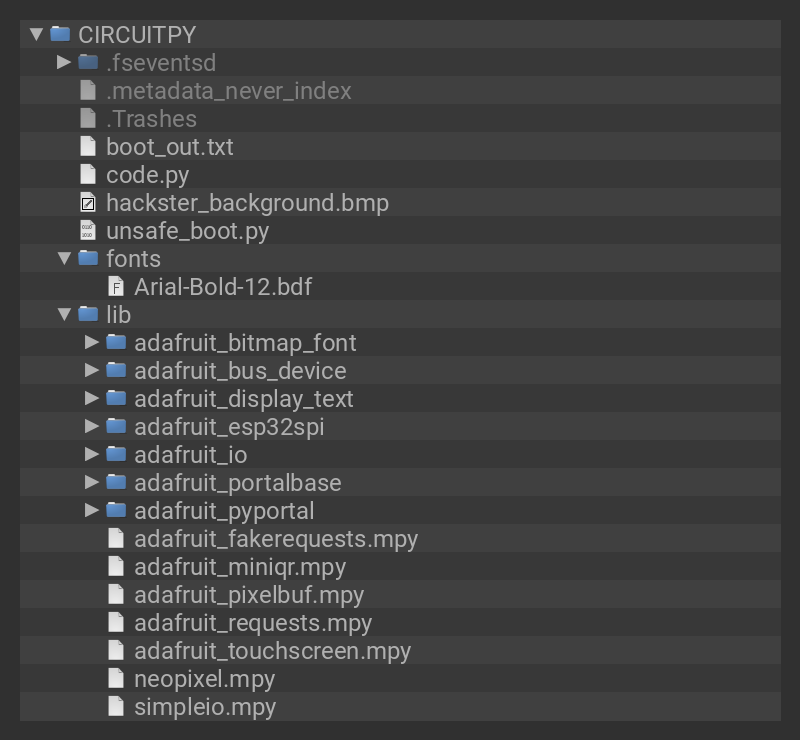 CIRCUITPY
.fseventsd
.metadata_never_index
.Trashes
boot_out.txt
code.py
hackster_background.bmp
unsafe_boot.py
fonts
Arial-Bold-12.bdf
lib
adafruit_bitmap_font
adafruit_bus_device
adafruit_display_text
adafruit_esp32spi
adafruit_io
adafruit_portalbase
adafruit_pyportal
adafruit_fakerequests.mpy
adafruit_miniqr.mpy
adafruit_pixelbuf.mpy
adafruit_requests.mpy
adafruit_touchscreen.mpy
neopixel.mpy
simpleio.mpy